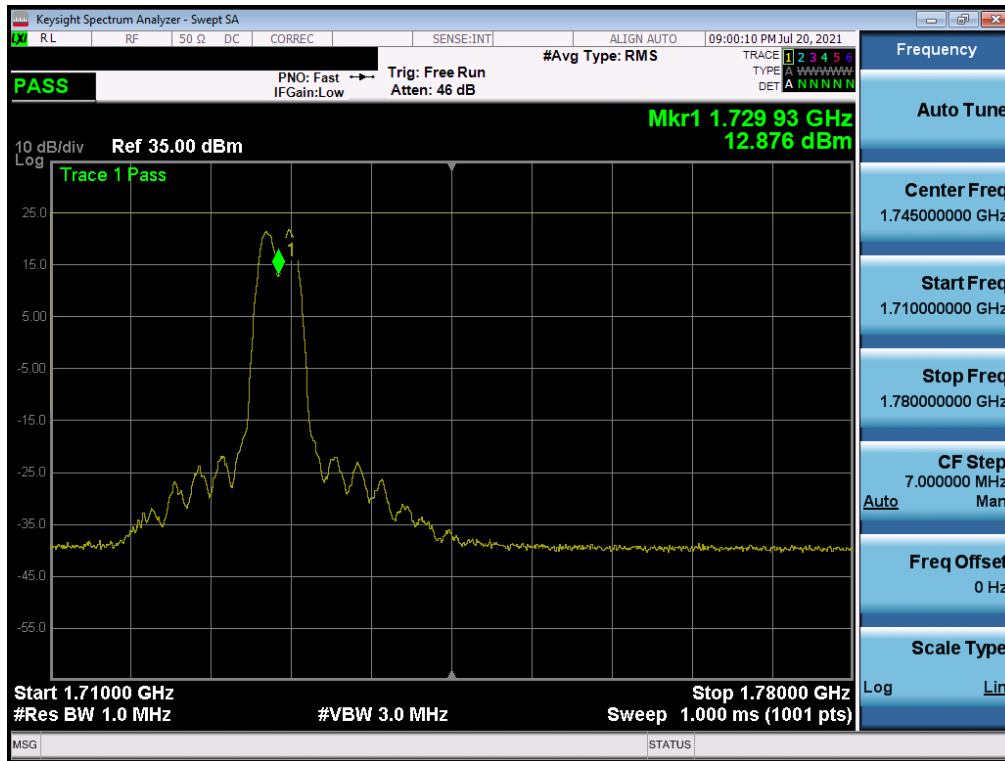 Keysight Spectrum Analyzer - Swept SA
LXI RL RF 50 Ω DC CORREC SENSE:INT ALIGN AUTO 09:00:10 PM Jul 20, 2021
#Avg Type: RMS TRACE 1 2 3 4 5 6
PNO: Fast Trig: Free Run TYPE A WWWWW
PASS IFGain:Low Atten: 46 dB DET A N N N N N
Mkr1 1.729 93 GHz
12.876 dBm
10 dB/div Ref 35.00 dBm
Log
Trace 1 Pass
1
25.0
15.0
5.00
-5.00
-15.0
-25.0
-35.0
-45.0
-55.0
Start 1.71000 GHz Stop 1.78000 GHz
#Res BW 1.0 MHz #VBW 3.0 MHz Sweep 1.000 ms (1001 pts)
MSG STATUS
Frequency
Auto Tune
Center Freq
1.745000000 GHz
Start Freq
1.710000000 GHz
Stop Freq
1.780000000 GHz
CF Step
7.000000 MHz
Auto Man
Freq Offset
0 Hz
Scale Type
Log Lin